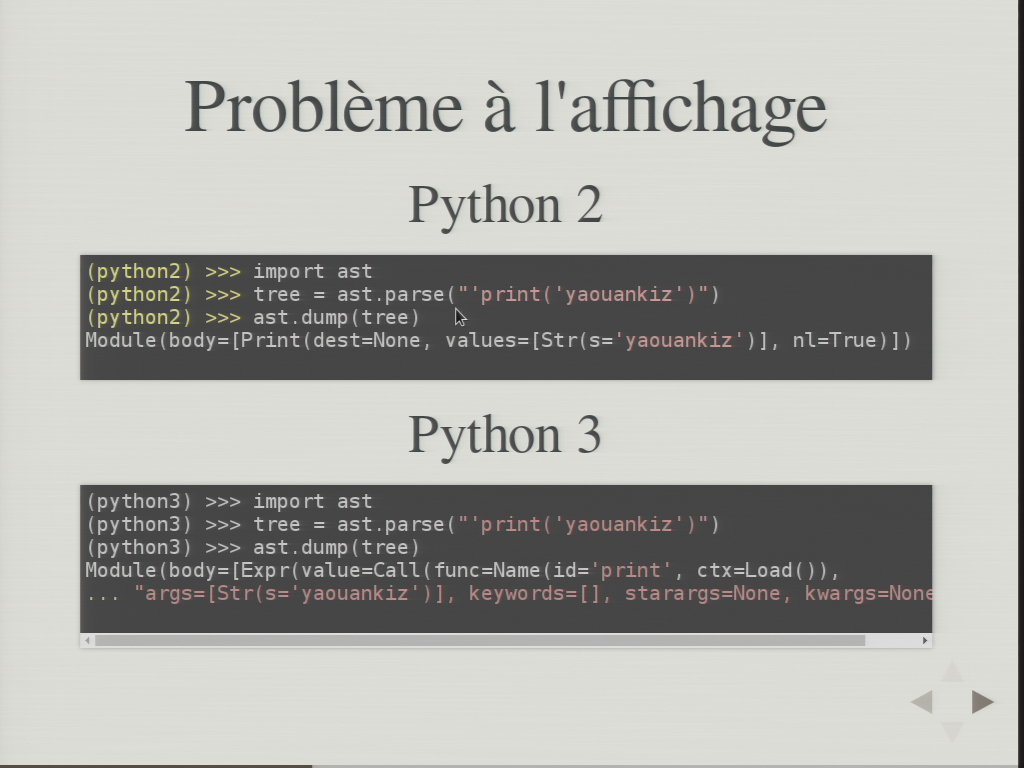 Problème à l'affichage
Python 2
(python2) >>> import ast
(python2) >>> tree = ast.parse("'print('yaouankiz')")
(python2) >>> ast.dump(tree)
Module(body=[Print(dest=None, values=[Str(s='yaouankiz')], nl=True)])
Python 3
(python3) >>> import ast
(python3) >>> tree = ast.parse("'print('yaouankiz')")
(python3) >>> ast.dump(tree)
Module(body=[Expr(value=Call(func=Name(id='print', ctx=Load()),
... "args=[Str(s='yaouankiz')], keywords=[], starargs=None, kwargs=None